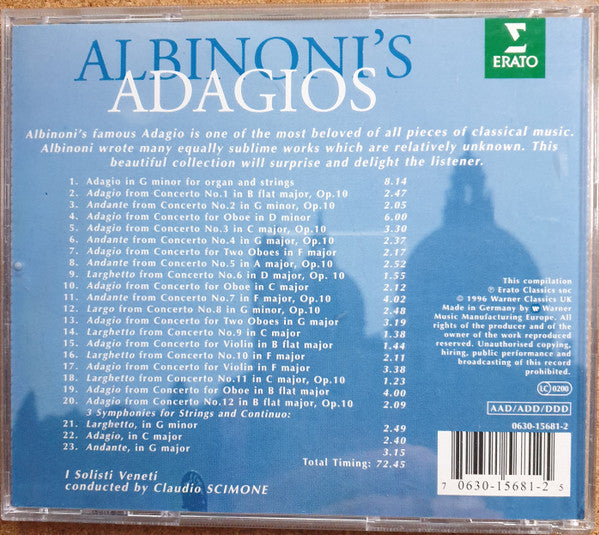 ALBINONI'S
ADAGIOS
ERATO
Albinoni's famous Adagio is one of the most beloved of all pieces of classical music.
Albinoni wrote many equally sublime works which are relatively unknown. This
beautiful collection will surprise and delight the listener.
1. Adagio in G minor for organ and strings 8.14
2. Adagio from Concerto No.1 in B flat major, Op.10 2.47
3. Andante from Concerto No.2 in G minor, Op.10 2.05
4. Adagio from Concerto for Oboe in D minor 6.00
5. Adagio from Concerto No.3 in C major, Op.10 3.30
6. Andante from Concerto No.4 in G major, Op.10 2.37
7. Adagio from Concerto for Two Oboes in F major 2.17
8. Andante from Concerto No.5 in A major, Op.10 2.52
9. Larghetto from Concerto No.6 in D major, Op. 10 1.55
10. Adagio from Concerto for Oboe in C major 2.12
11. Andante from Concerto No.7 in F major, Op.10 4.02
12. Largo from Concerto No.8 in G minor, Op.10 2.48
13. Adagio from Concerto for Two Oboes in G major 3.19
14. Larghetto from Concerto No.9 in C major 1.38
15. Adagio from Concerto for Violin in B flat major 1.44
16. Larghetto from Concerto No.10 in F major 2.11
17. Adagio from Concerto for Violin in F major 3.38
18. Larghetto from Concerto No.11 in C major, Op.10 1.23
19. Adagio from Concerto for Oboe in B flat major 4.00
20. Adagio from Concerto No.12 in B flat major, Op.10 2.09
3 Symphonies for Strings and Continuo:
21. Larghetto, in G minor 2.49
22. Adagio, in C major 2.40
23. Andante, in G major 3.15
Total Timing: 72.45
I Solisti Veneti
conducted by Claudio SCIMONE
This compilation
℗ Erato Classics snc
© 1996 Warner Classics UK
Made in Germany by Warner
Music Manufacturing Europe. All
rights of the producer and of the
owner of the work reproduced
reserved. Unauthorised copying,
hiring, public performance and
broadcasting of this record
prohibited.
LC 0200
AAD/ADD/DDD
0630-15681-2
7 0630-15681-2 5